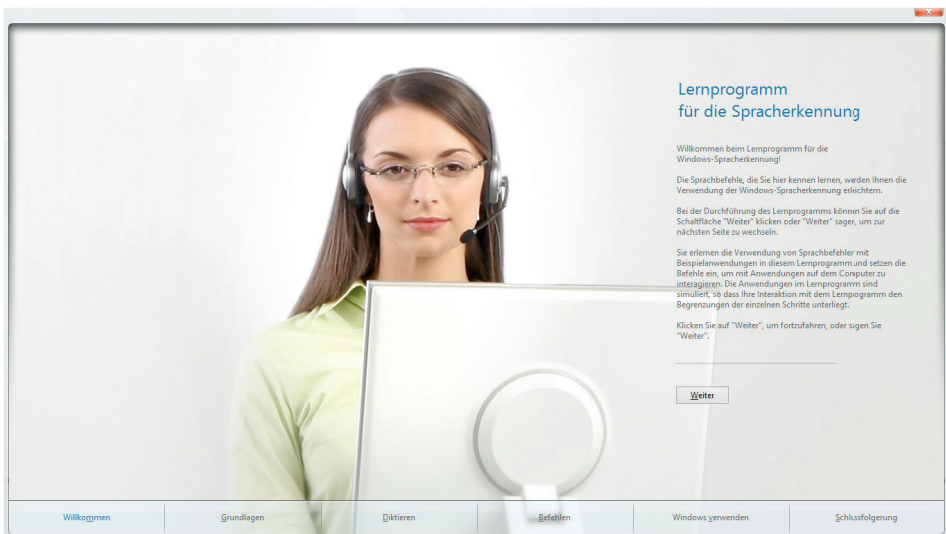 Lernprogramm
für die Spracherkennung
Willkommen beim Lernprogramm für die
Windows-Spracherkennung!
Die Sprachbefehle, die Sie hier kennen lernen, werden Ihnen die
Verwendung der Windows-Spracherkennung erleichtern.
Bei der Durchführung des Lernprogramms können Sie auf die
Schaltfläche "Weiter" klicken oder "Weiter" sagen, um zur
nächsten Seite zu wechseln.
Sie erlernen die Verwendung von Sprachbefehlen mit
Beispielanwendungen in diesem Lernprogramm und setzen die
Befehle ein, um mit Anwendungen auf dem Computer zu
interagieren. Die Anwendungen im Lernprogramm sind
simuliert, so dass Ihre Interaktion mit dem Lernprogramm den
Begrenzungen der einzelnen Schritte unterliegt.
Klicken Sie auf "Weiter", um fortzufahren, oder sagen Sie
"Weiter".
Weiter
Willkommen Grundlagen Diktieren Befehlen Windows verwenden Schlussfolgerung